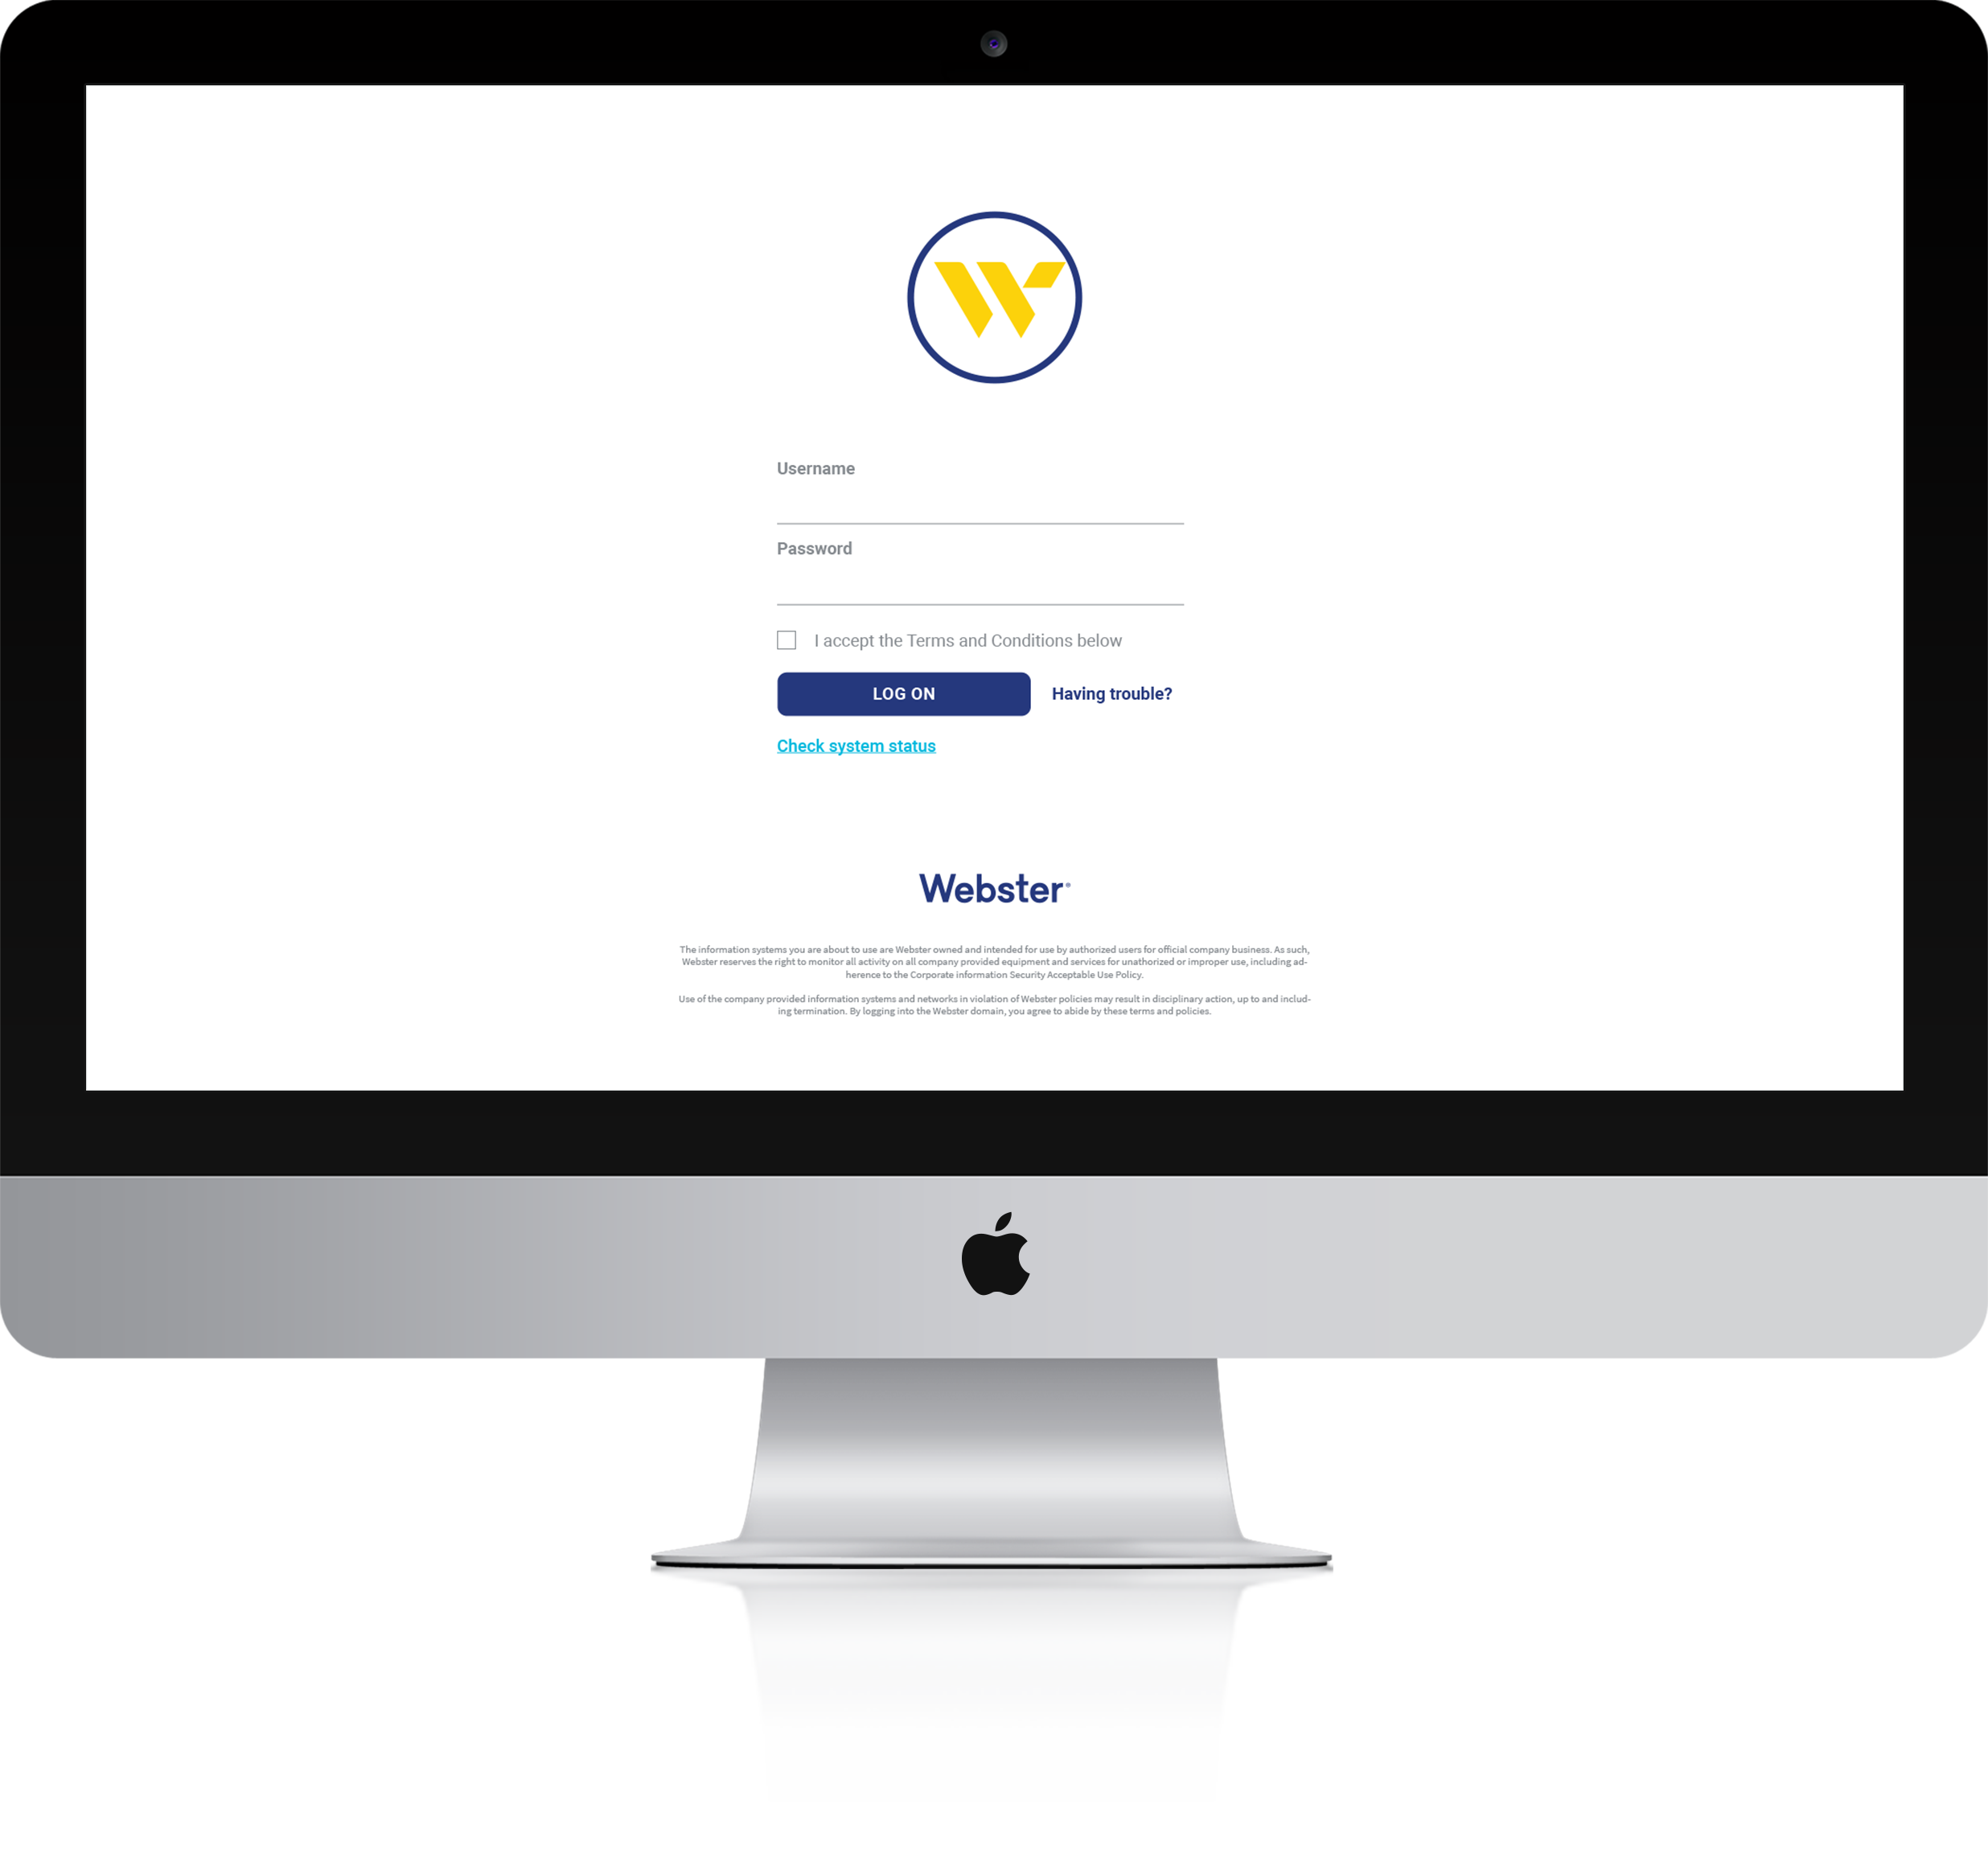 Username
Password
I accept the Terms and Conditions below
LOG ON
Having trouble?
Check system status
Webster
The information systems you are about to use are Webster owned and intended for use by authorized users for official company business. As such,
Webster reserves the right to monitor all activity on all company provided equipment and services for unathorized or improper use, including ad-
herence to the Corporate information Security Acceptable Use Policy.
Use of the company provided information systems and networks in violation of Webster policies may result in disciplinary action, up to and includ-
ing termination. By logging into the Webster domain, you agree to abide by these terms and policies.